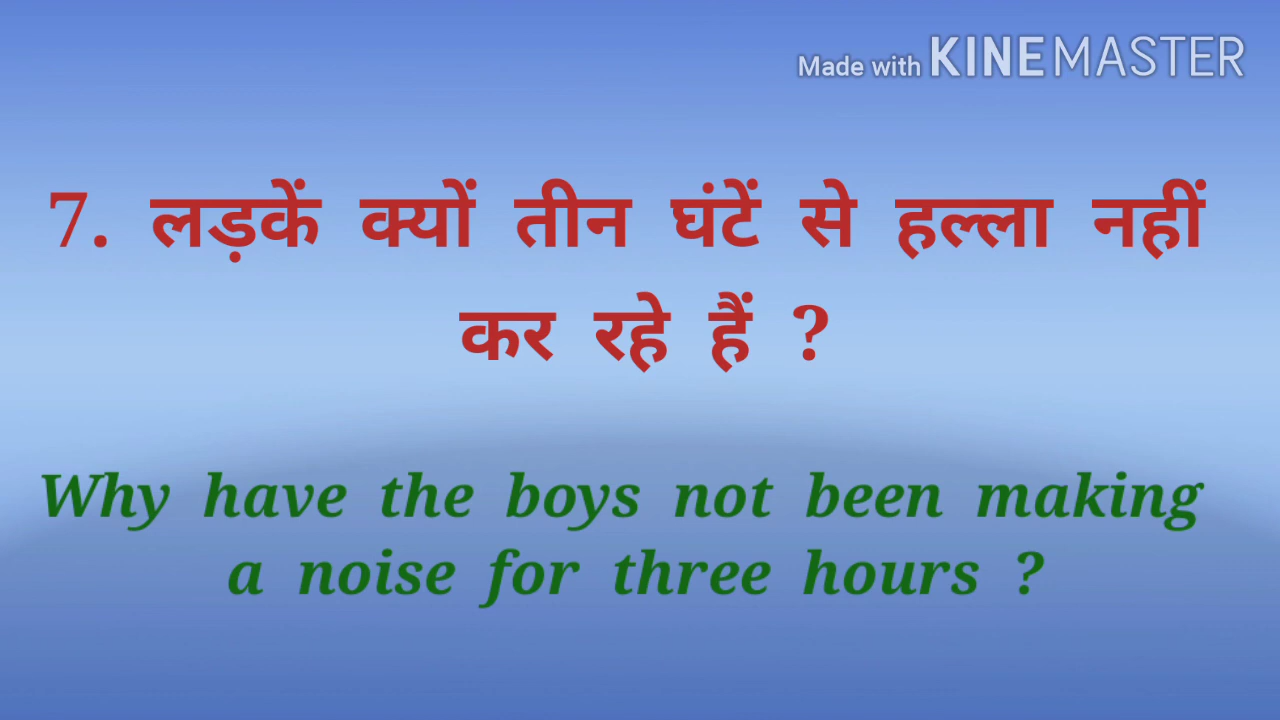 Made with KINEMASTER
7. लड़कें क्यों तीन घंटें से हल्ला नहीं
कर रहे हैं ?
Why have the boys not been making
a noise for three hours ?